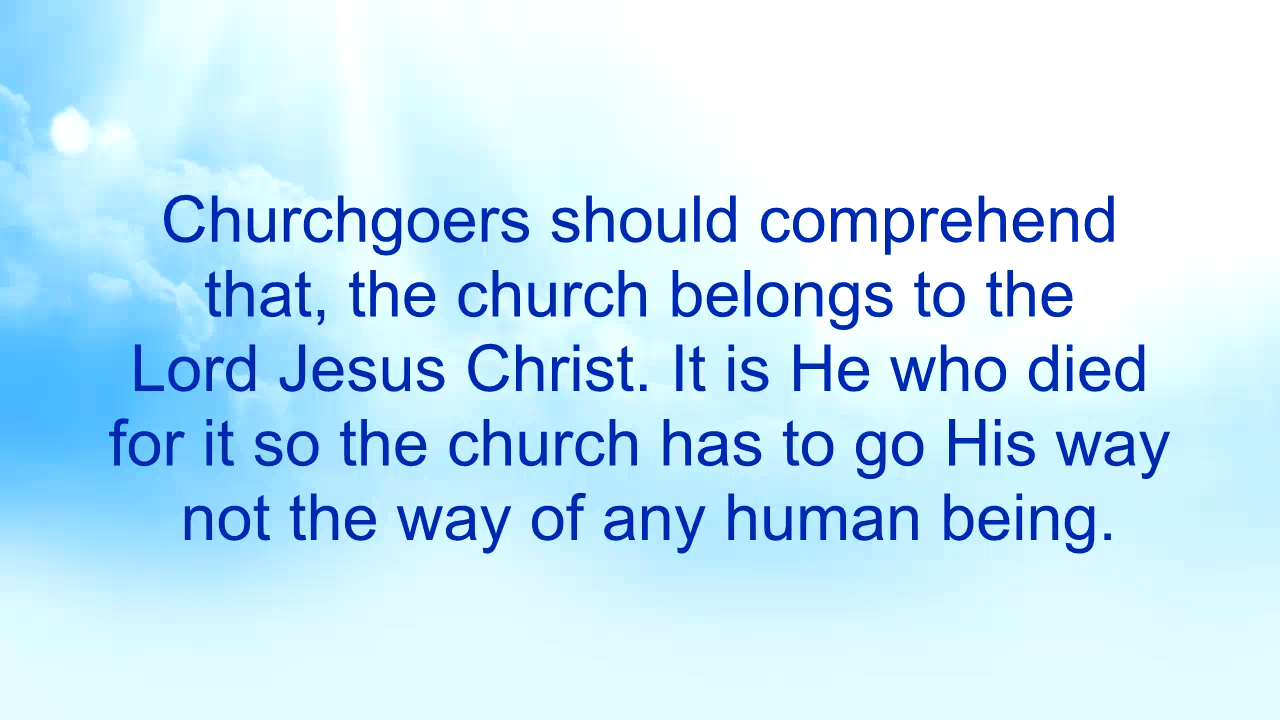 Churchgoers should comprehend
that, the church belongs to the
Lord Jesus Christ. It is He who died
for it so the church has to go His way
not the way of any human being.